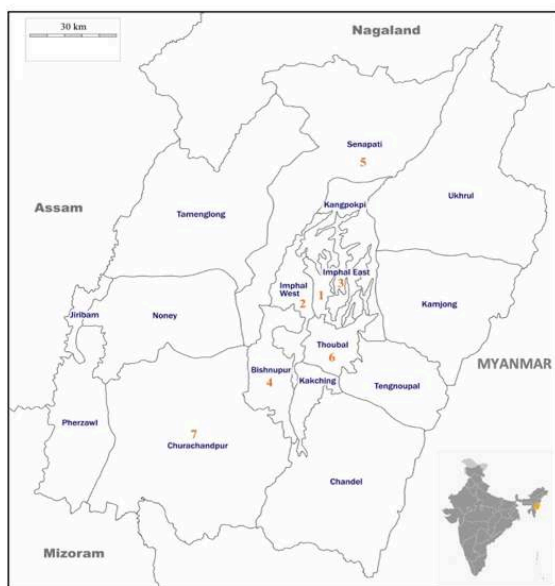 30 km
Nagaland
Senapati
5
Assam
Ukhrul
Kangpokpi
Tamenglong
Imphal East
3
Imphal
West
1
2
Kamjong
Jiribam
Noney
Thoubal
6
MYANMAR
Bishnupur
4
Kakching
Tengnoupal
Pherzawl
7
Churachandpur
Chandel
Mizoram